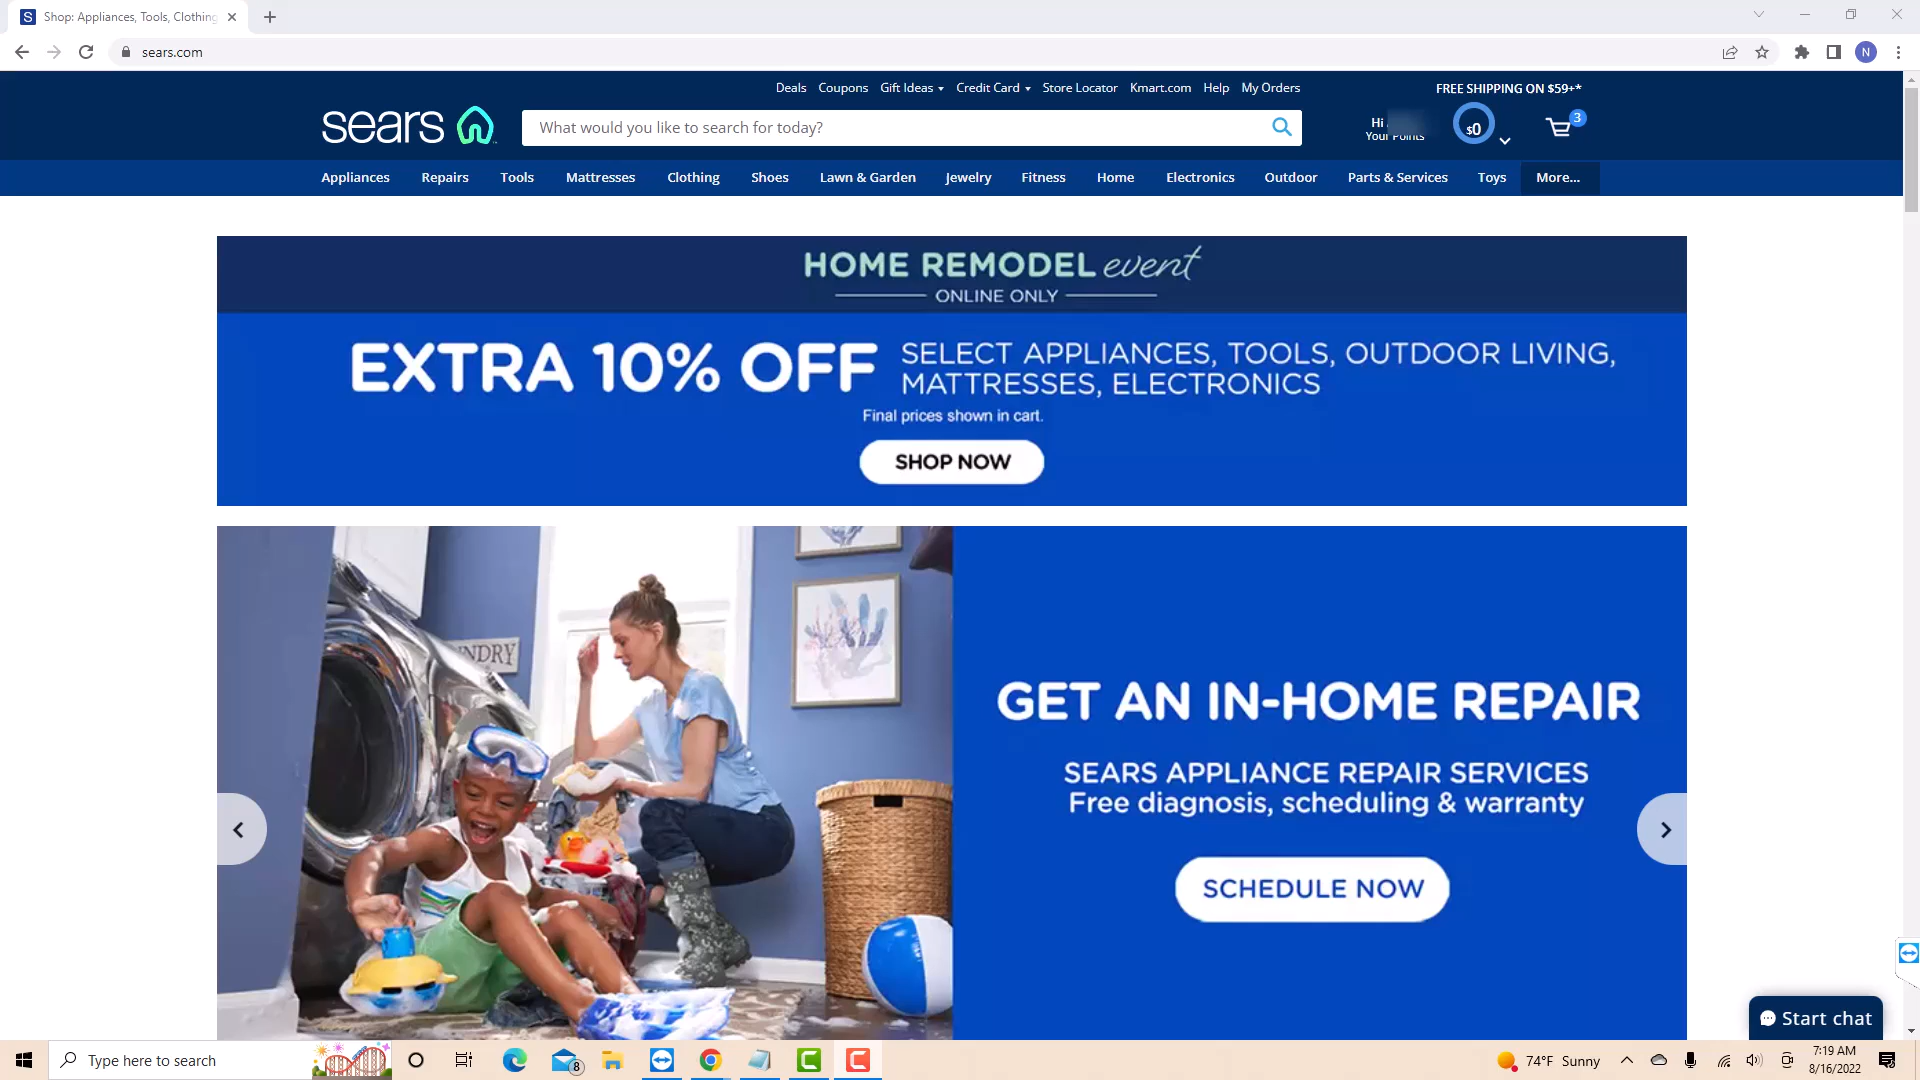 Shop: Appliances, Tools, Clothing
sears.com
N
Deals Coupons Gift Ideas Credit Card Store Locator Kmart.com Help My Orders
FREE SHIPPING ON $59+*
sears
What would you like to search for today?
Hi
Your Points
$0
3
Appliances Repairs Tools Mattresses Clothing Shoes Lawn & Garden Jewelry Fitness Home Electronics Outdoor Parts & Services Toys More...
HOME REMODEL event
ONLINE ONLY
EXTRA 10% OFF
SELECT APPLIANCES, TOOLS, OUTDOOR LIVING,
MATTRESSES, ELECTRONICS
Final prices shown in cart.
SHOP NOW
GET AN IN-HOME REPAIR
SEARS APPLIANCE REPAIR SERVICES
Free diagnosis, scheduling & warranty
SCHEDULE NOW
Start chat
Type here to search
8
74°F Sunny
7:19 AM
8/16/2022